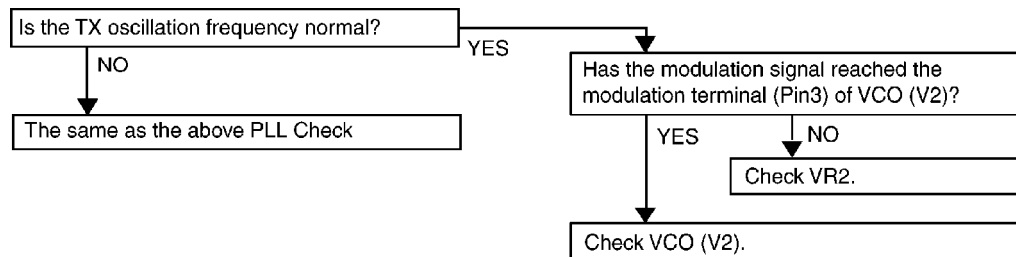 Is the TX oscillation frequency normal?
YES
NO
Has the modulation signal reached the
modulation terminal (Pin3) of VCO (V2)?
The same as the above PLL Check
YES
NO
Check VR2.
Check VCO (V2).